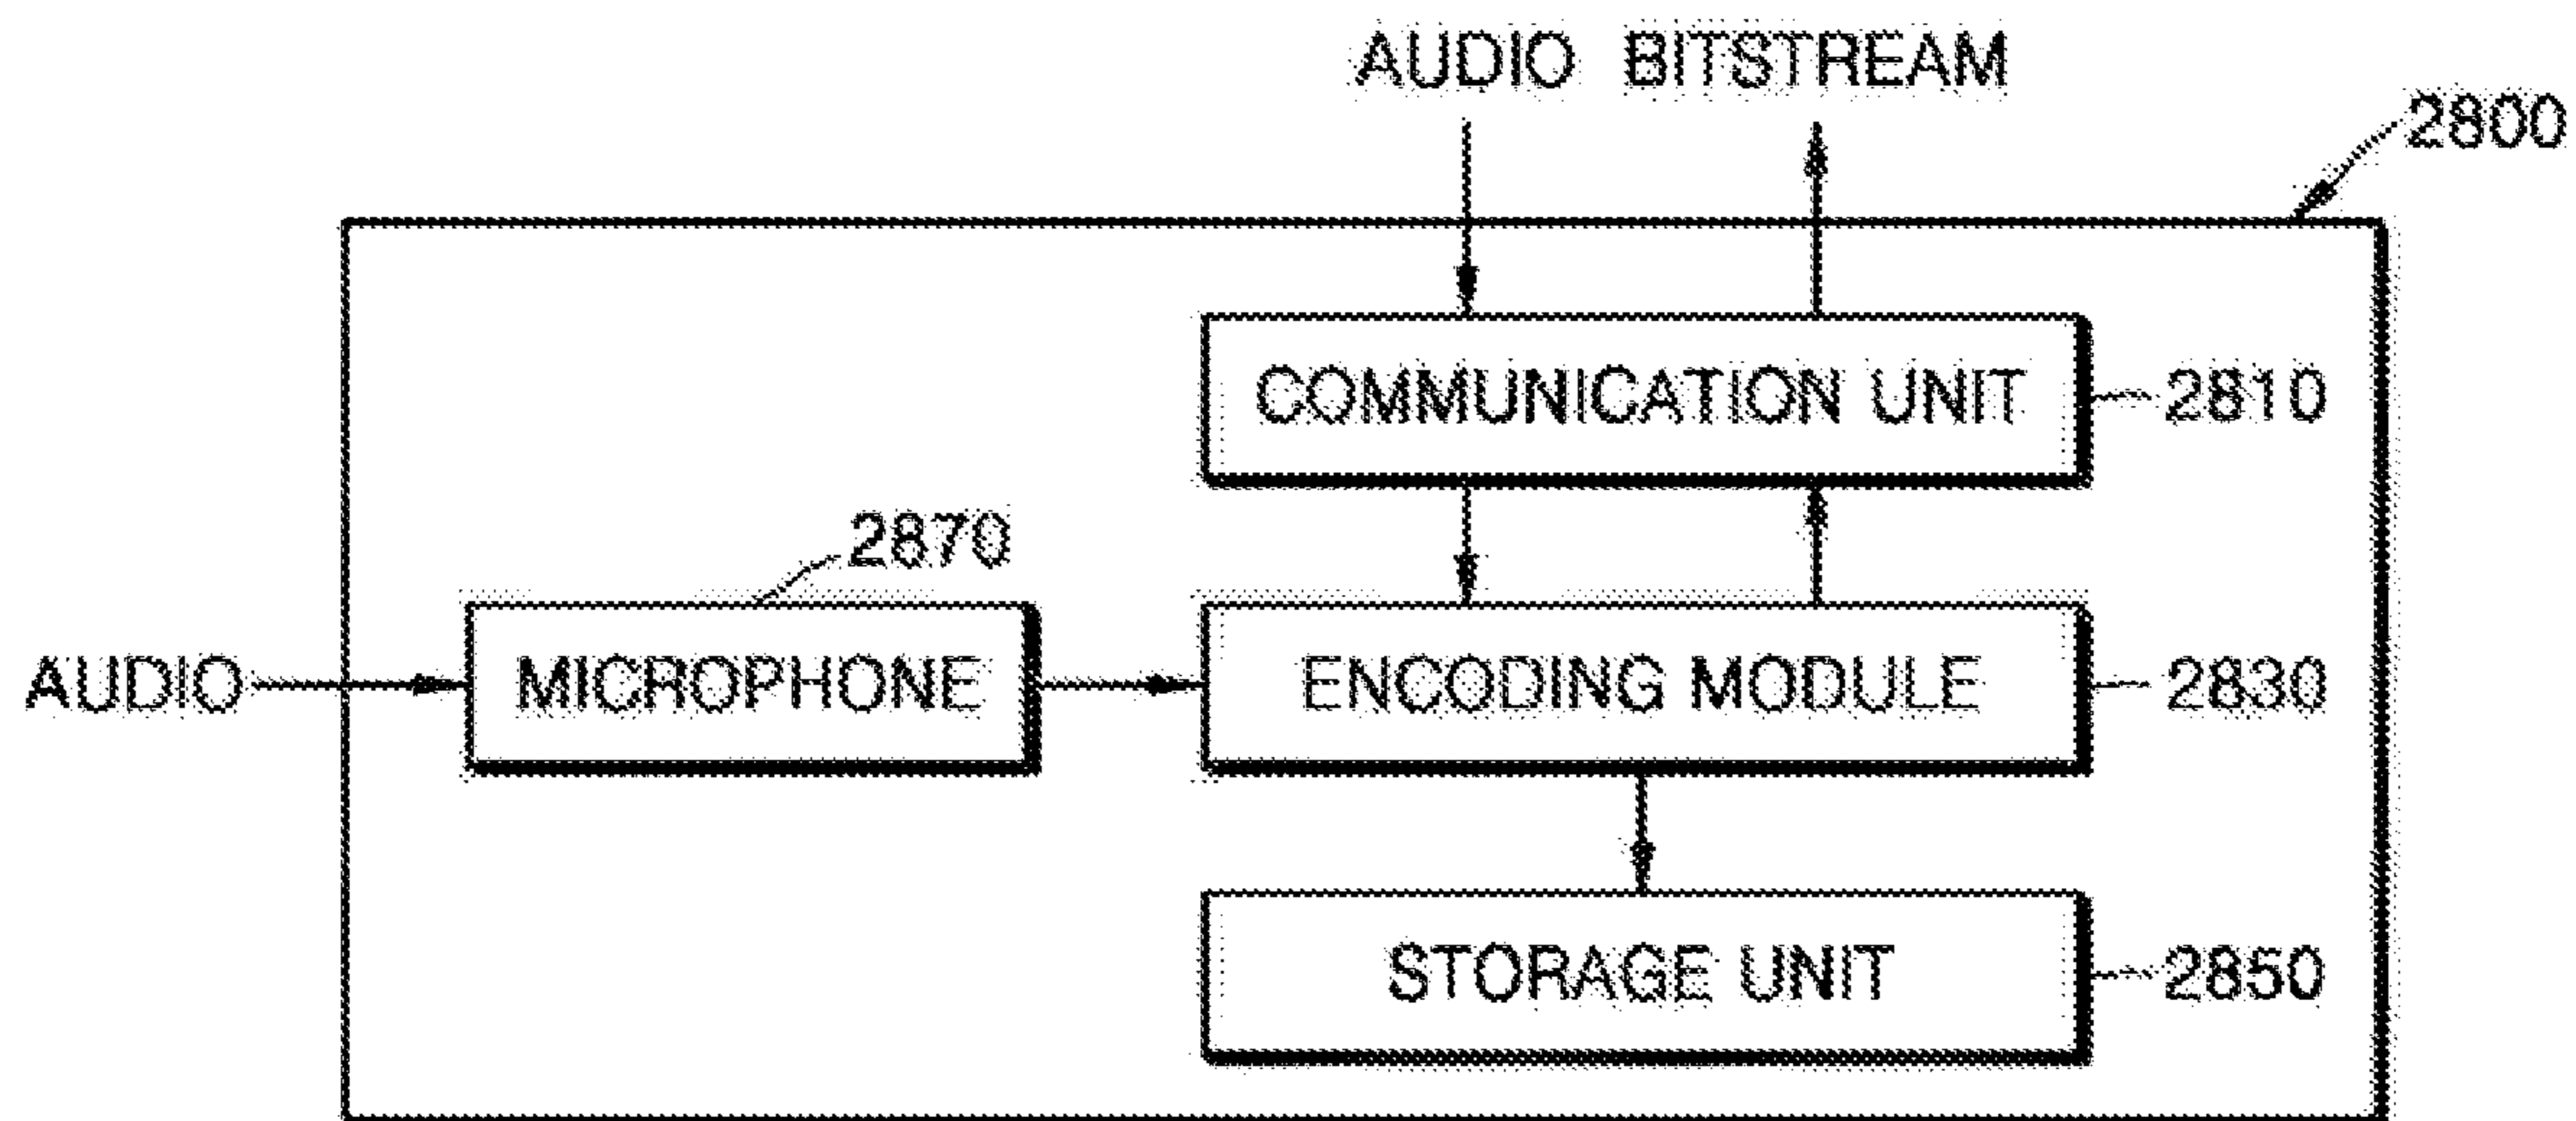 AUDIO BITSTREAM
2800
COMMUNICATION UNIT
2810
2870
AUDIO
MICROPHONE
ENCODING MODULE
2830
STORAGE UNIT
2850